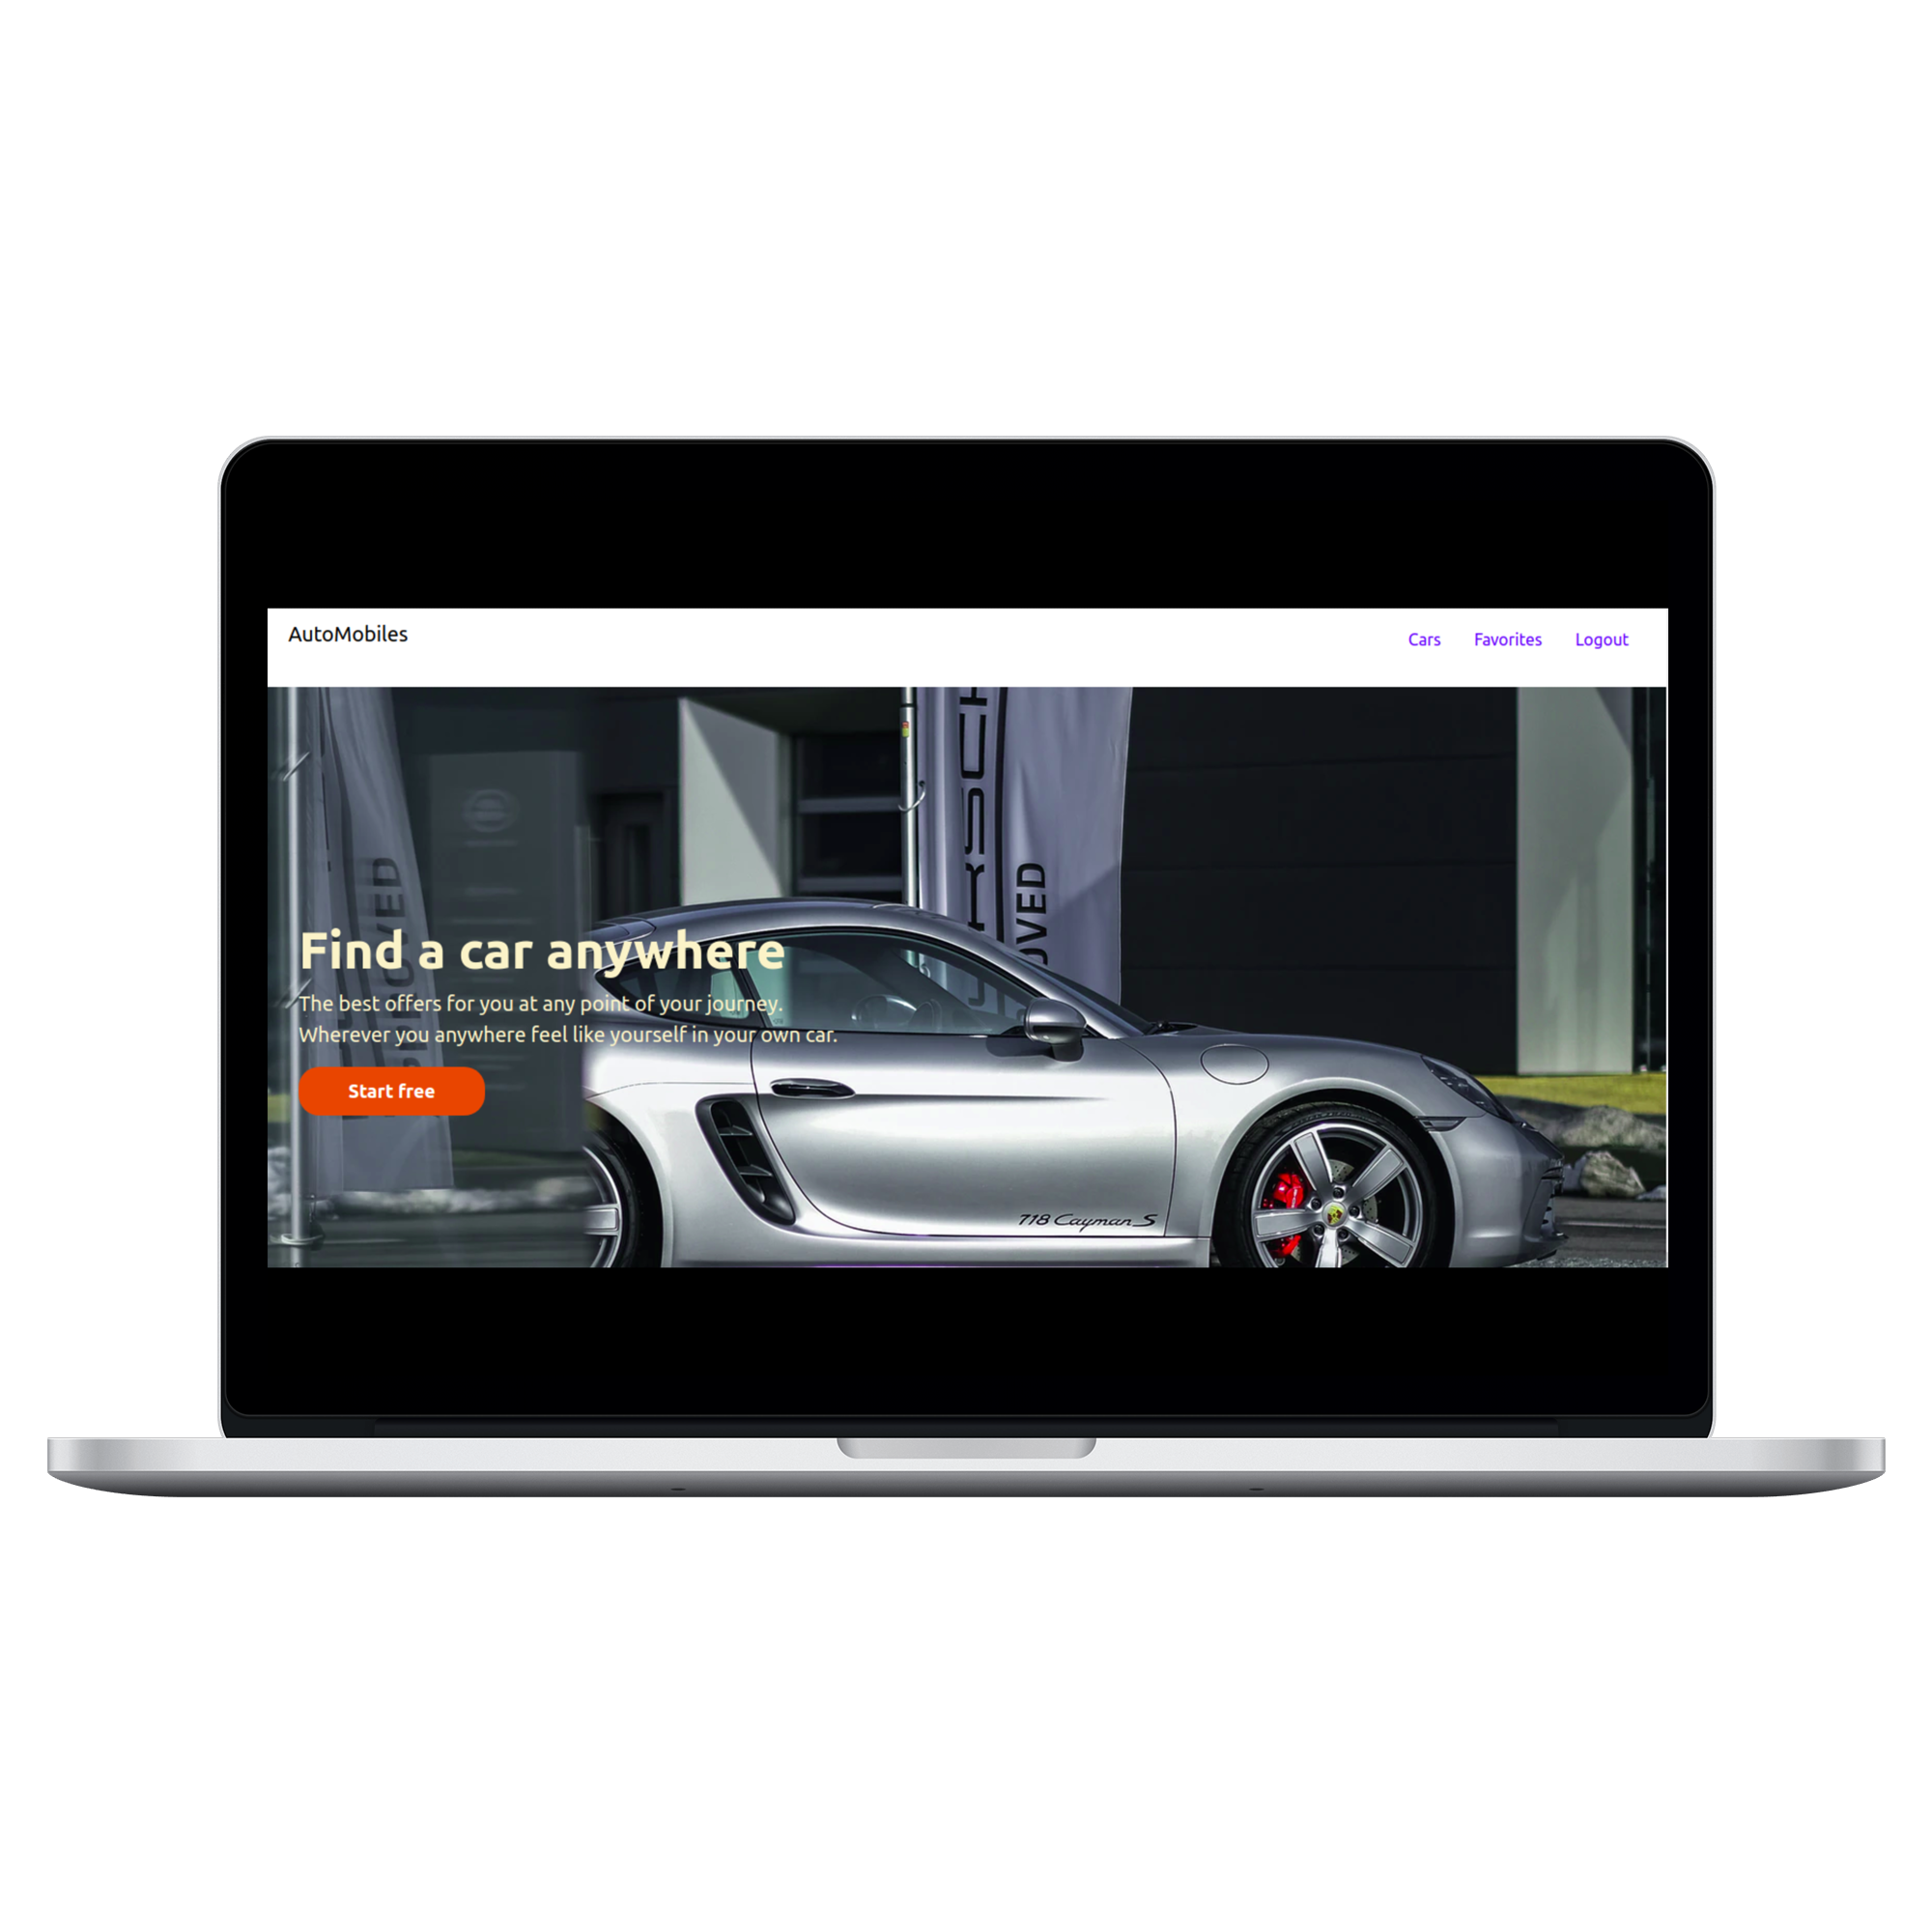 AutoMobiles
Cars Favorites Logout
Find a car anywhere
The best offers for you at any point of your journey.
Wherever you anywhere feel like yourself in your own car.
Start free
718 Cayman S